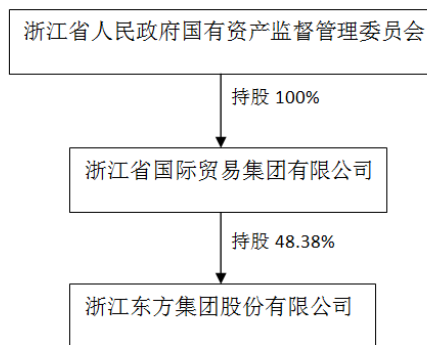 浙江省人民政府国有资产监督管理委员会
持股 100%
浙江省国际贸易集团有限公司
持股 48.38%
浙江东方集团股份有限公司